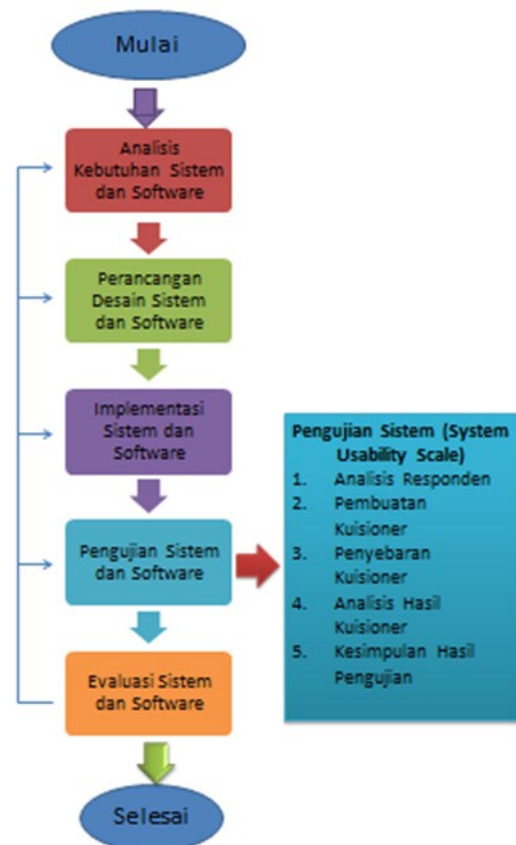 Mulai
Analisis
Kebutuhan Sistem
dan Software
Perancangan
Desain Sistem
dan Software
Implementasi
Sistem dan
Software
Pengujian Sistem
dan Software
Evaluasi Sistem
dan Software
Selesai
Pengujian Sistem (System
Usability Scale)
1. Analisis Responden
2. Pembuatan
Kuisioner
3. Penyebaran
Kuisioner
4. Analisis Hasil
Kuisioner
5. Kesimpulan Hasil
Pengujian